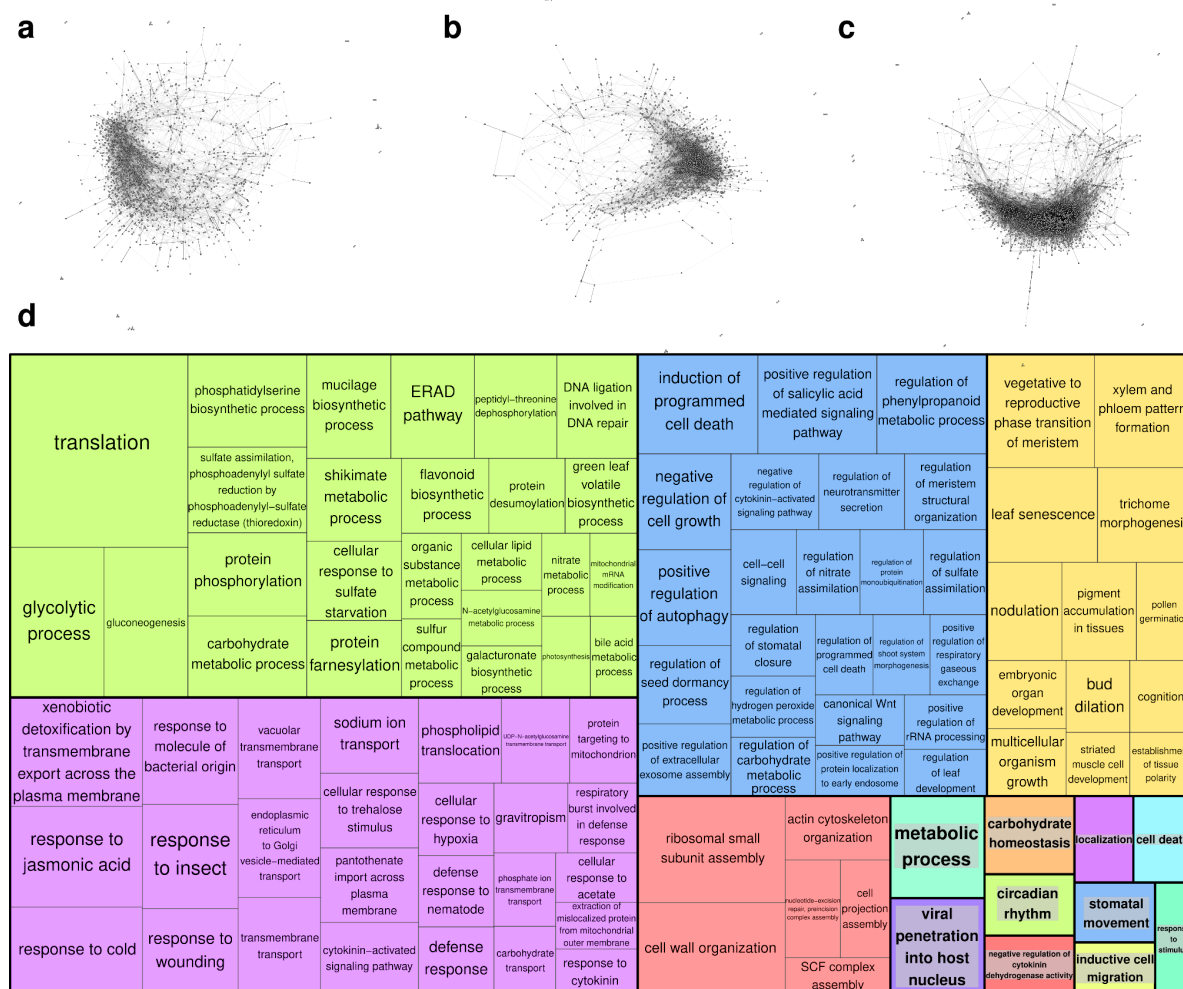 a
b
c
d
translation
glycolytic
process
gluconeogenesis
phosphatidylserine
biosynthetic process
sulfate assimilation,
phosphoadenylyl sulfate
reduction by
phosphoadenylyl−sulfate
reductase (thioredoxin)
protein
phosphorylation
carbohydrate
metabolic process
mucilage
biosynthetic
process
ERAD
pathway
peptidyl−threonine
dephosphorylation
DNA ligation
involved in
DNA repair
shikimate
metabolic
process
flavonoid
biosynthetic
process
protein
desumoylation
green leaf
volatile
biosynthetic
process
cellular
response to
sulfate
starvation
protein
farnesylation
organic
substance
metabolic
process
sulfur
compound
metabolic
process
cellular lipid
metabolic
process
N−acetylglucosamine
metabolic process
galacturonate
biosynthetic
process
nitrate
metabolic
process
mitochondrial
mRNA
modification
photosynthesis
bile acid
metabolic
process
induction of
programmed
cell death
positive regulation
of salicylic acid
mediated signaling
pathway
regulation of
phenylpropanoid
metabolic process
negative
regulation of
cell growth
negative
regulation of
cytokinin−activated
signaling pathway
regulation of
neurotransmitter
secretion
regulation
of meristem
structural
organization
positive
regulation
of autophagy
cell−cell
signaling
regulation
of nitrate
assimilation
regulation
of protein
monoubiquitination
regulation
of sulfate
assimilation
regulation of
seed dormancy
process
regulation
of stomatal
closure
regulation of
programmed
cell death
regulation of
shoot system
morphogenesis
positive
regulation of
respiratory
gaseous
exchange
regulation of
hydrogen peroxide
metabolic process
canonical Wnt
signaling
pathway
positive
regulation of
rRNA processing
positive regulation
of extracellular
exosome assembly
regulation of
carbohydrate
metabolic
process
positive regulation of
protein localization
to early endosome
regulation
of leaf
development
vegetative to
reproductive
phase transition
of meristem
xylem and
phloem pattern
formation
leaf senescence
trichome
morphogenesis
nodulation
pigment
accumulation
in tissues
pollen
germination
embryonic
organ
development
bud
dilation
cognition
multicellular
organism
growth
striated
muscle cell
development
establishment
of tissue
polarity
xenobiotic
detoxification by
transmembrane
export across the
plasma membrane
response to
molecule of
bacterial origin
vacuolar
transmembrane
transport
sodium ion
transport
phospholipid
translocation
UDP−N−acetylglucosamine
transmembrane transport
protein
targeting to
mitochondrion
response to
jasmonic acid
response
to insect
endoplasmic
reticulum
to Golgi
vesicle−mediated
transport
cellular response
to trehalose
stimulus
cellular
response to
hypoxia
gravitropism
respiratory
burst involved
in defense
response
pantothenate
import across
plasma
membrane
defense
response to
nematode
phosphate ion
transmembrane
transport
cellular
response to
acetate
response to cold
response to
wounding
transmembrane
transport
cytokinin−activated
signaling pathway
defense
response
carbohydrate
transport
extraction of
mislocalized protein
from mitochondrial
outer membrane
response to
cytokinin
ribosomal small
subunit assembly
cell wall organization
actin cytoskeleton
organization
nucleotide−excision
repair, preincision
complex assembly
cell
projection
assembly
SCF complex
assembly
metabolic
process
viral
penetration
into host
nucleus
carbohydrate
homeostasis
circadian
rhythm
negative regulation of
cytokinin
dehydrogenase activity
localization
cell death
stomatal
movement
inductive cell
migration
response
to
stimulus